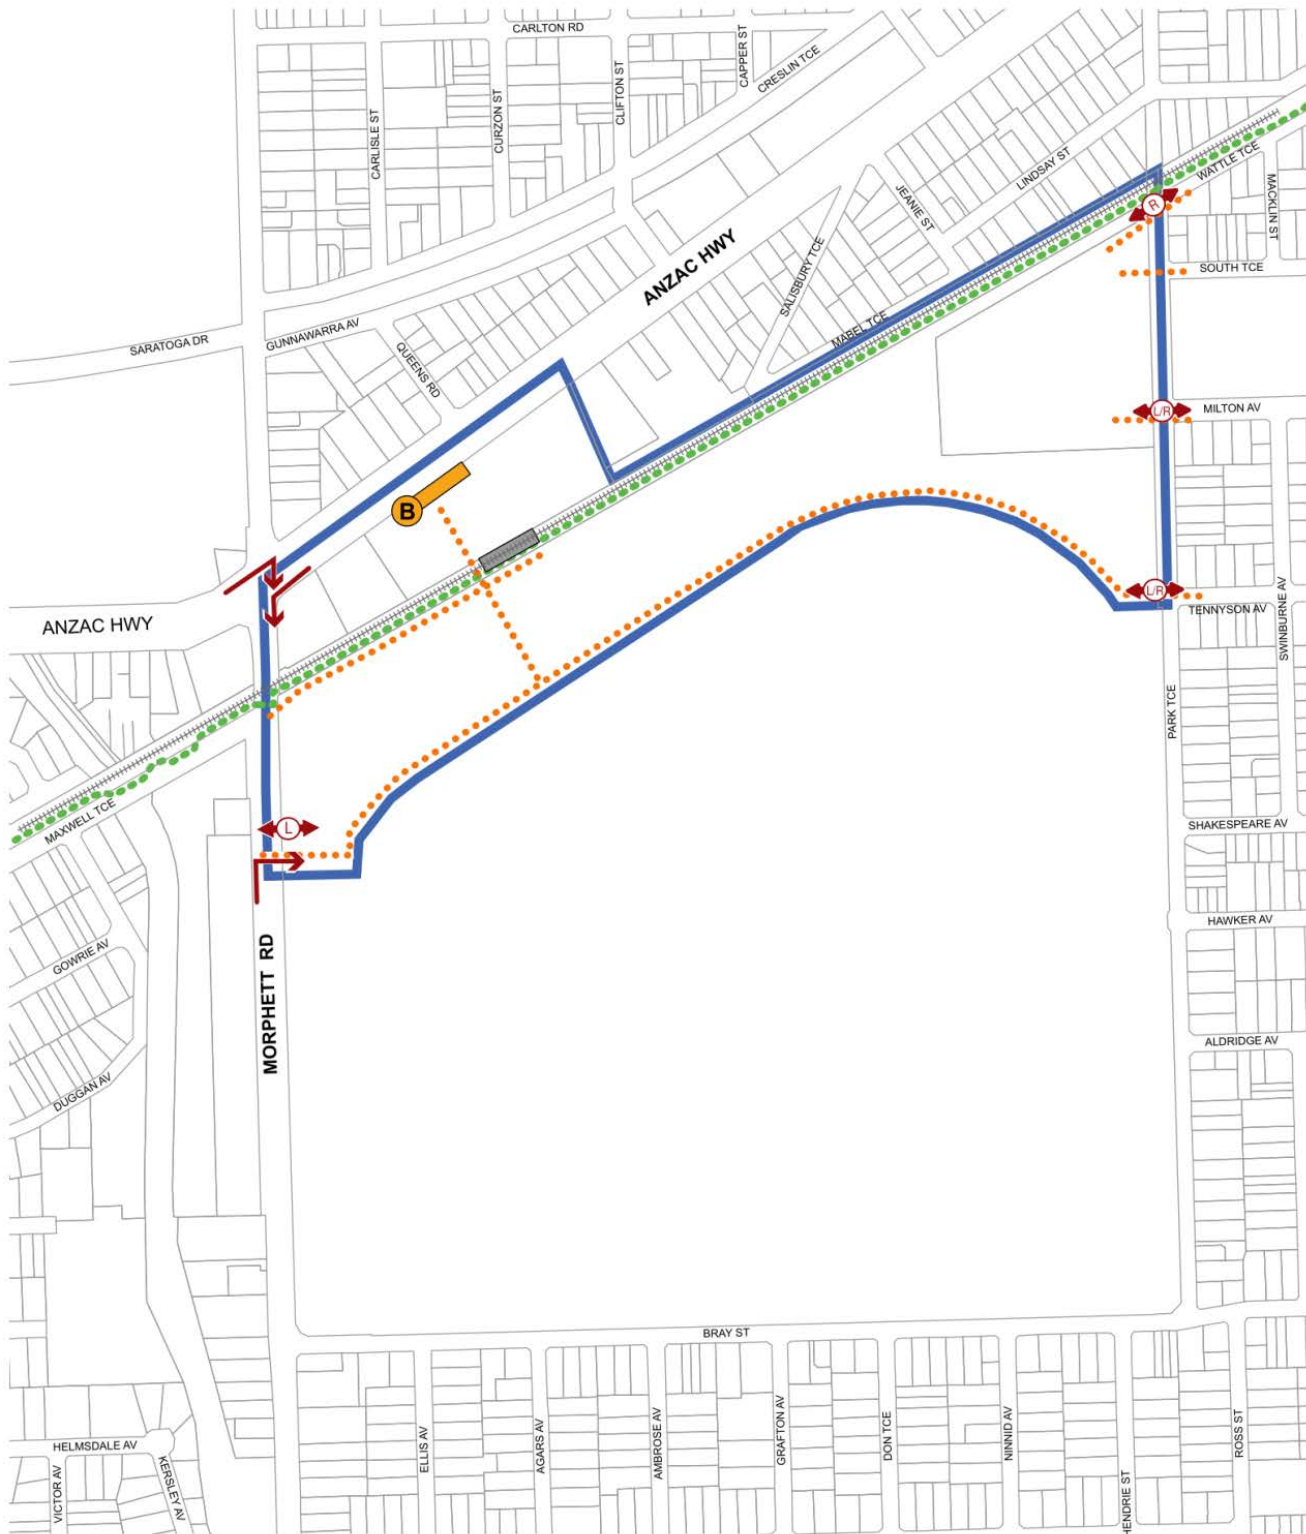 CARLTON RD
CAPPER ST
CRESLIN TCE
CLIFTON ST
CURZON ST
CARLISLE ST
LINDSAY ST
WATTLE TCE
MACKLIN ST
JEANIE ST
R
SOUTH TCE
ANZAC HWY
SALISBURY TCE
MABEL TCE
GUNNAWARRA AV
SARATOGA DR
QUEENS RD
L/R
MILTON AV
B
L/R
TENNYSON AV
SWINBURNE AV
ANZAC HWY
PARK TCE
MAXWELL TCE
L
SHAKESPEARE AV
HAWKER AV
GOWRIE AV
MORPHETT RD
ALDRIDGE AV
DUGGAN AV
BRAY ST
HELMSDALE AV
VICTOR AV
KERSLEY AV
ELLIS AV
AGARS AV
AMBROSE AV
GRAFTON AV
DON TCE
NINNID AV
HENDRIE ST
ROSS ST